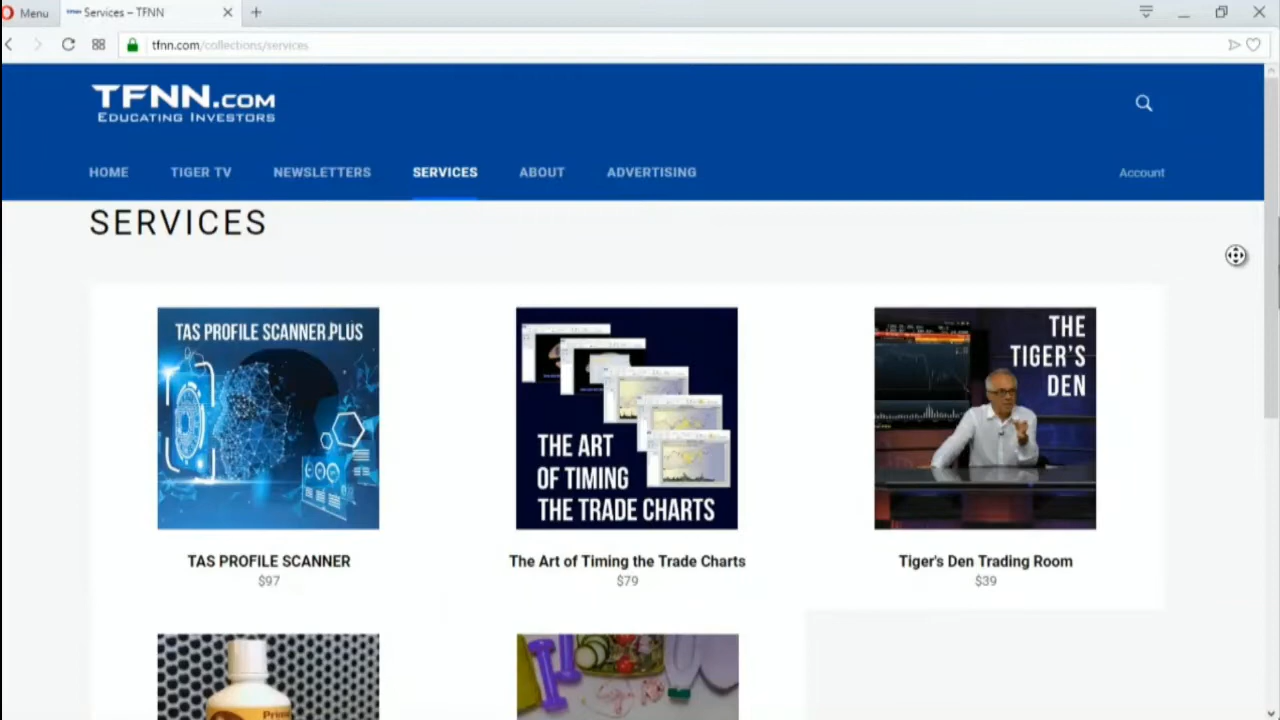 Menu
Services – TFNN
tfnn.com/collections/services
TFNN.COM
EDUCATING INVESTORS
HOME
TIGER TV
NEWSLETTERS
SERVICES
ABOUT
ADVERTISING
Account
SERVICES
TAS PROFILE SCANNER PLUS
THE ART
OF TIMING
THE TRADE CHARTS
THE
TIGER'S
DEN
TAS PROFILE SCANNER
$97
The Art of Timing the Trade Charts
$79
Tiger's Den Trading Room
$39